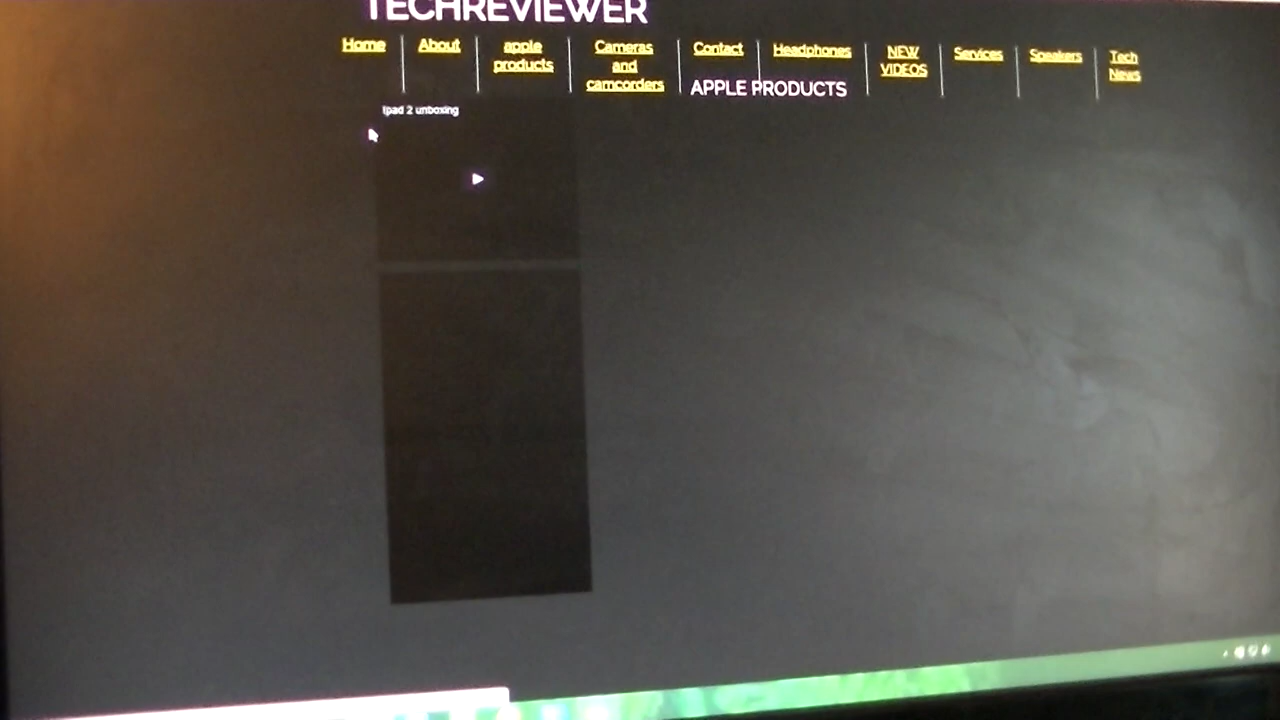 TECHREVIEWER
Home
About
apple
products
Cameras
and
camcorders
Contact
Headphones
NEW
VIDEOS
Services
Speakers
Tech
News
APPLE PRODUCTS
Ipad 2 unboxing